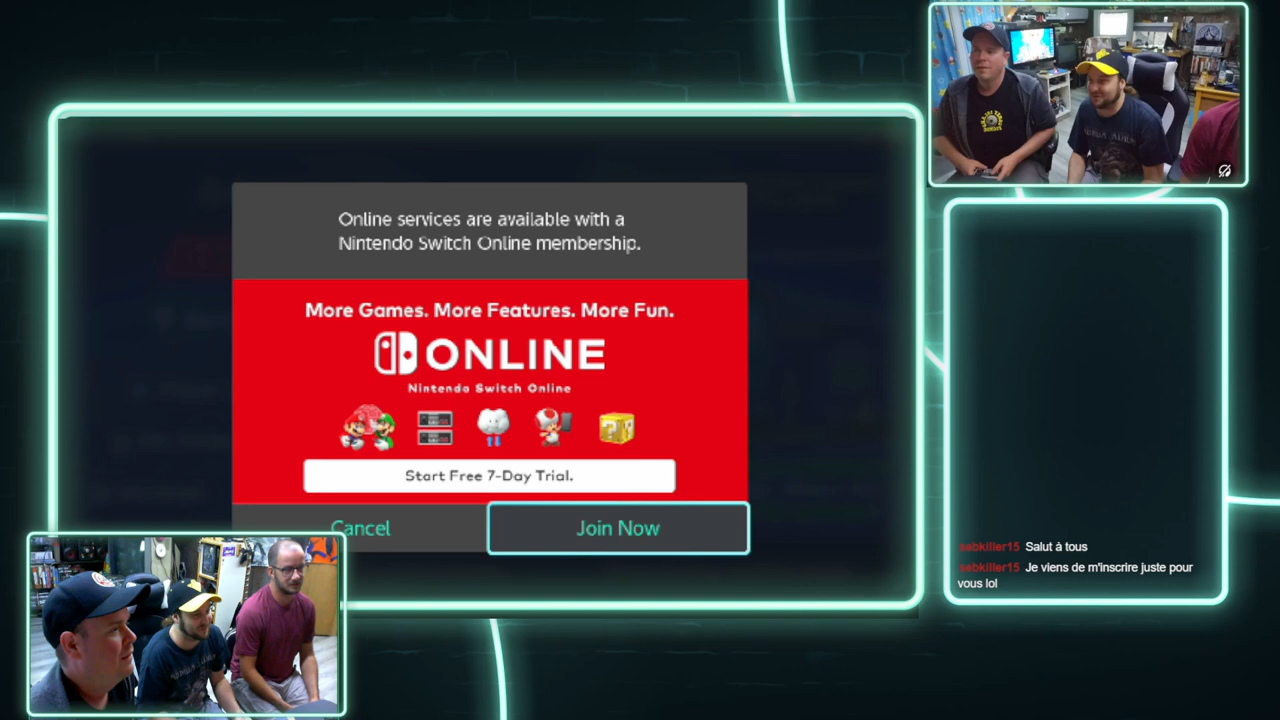 Online services are available with a
Nintendo Switch Online membership.
More Games. More Features. More Fun.
ONLINE
Nintendo Switch Online
Start Free 7-Day Trial.
Cancel
Join Now
sebkiller15 Salut à tous
sebkiller15 Je viens de m'inscrire juste pour
vous lol